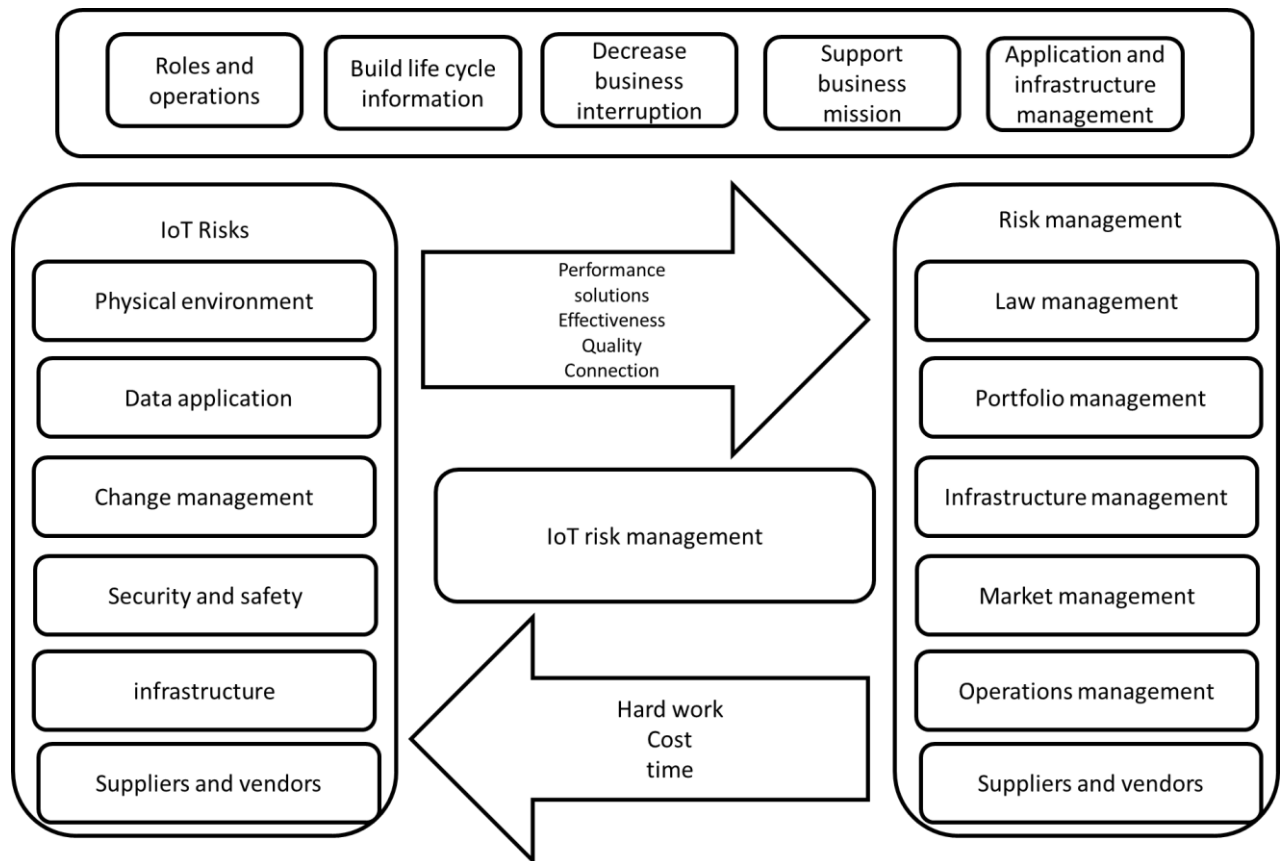 Roles and
operations
Build life cycle
information
Decrease
business
interruption
Support
business
mission
Application and
infrastructure
management
IoT Risks
Physical environment
Data application
Change management
Security and safety
infrastructure
Suppliers and vendors
Performance
solutions
Effectiveness
Quality
Connection
IoT risk management
Hard work
Cost
time
Risk management
Law management
Portfolio management
Infrastructure management
Market management
Operations management
Suppliers and vendors